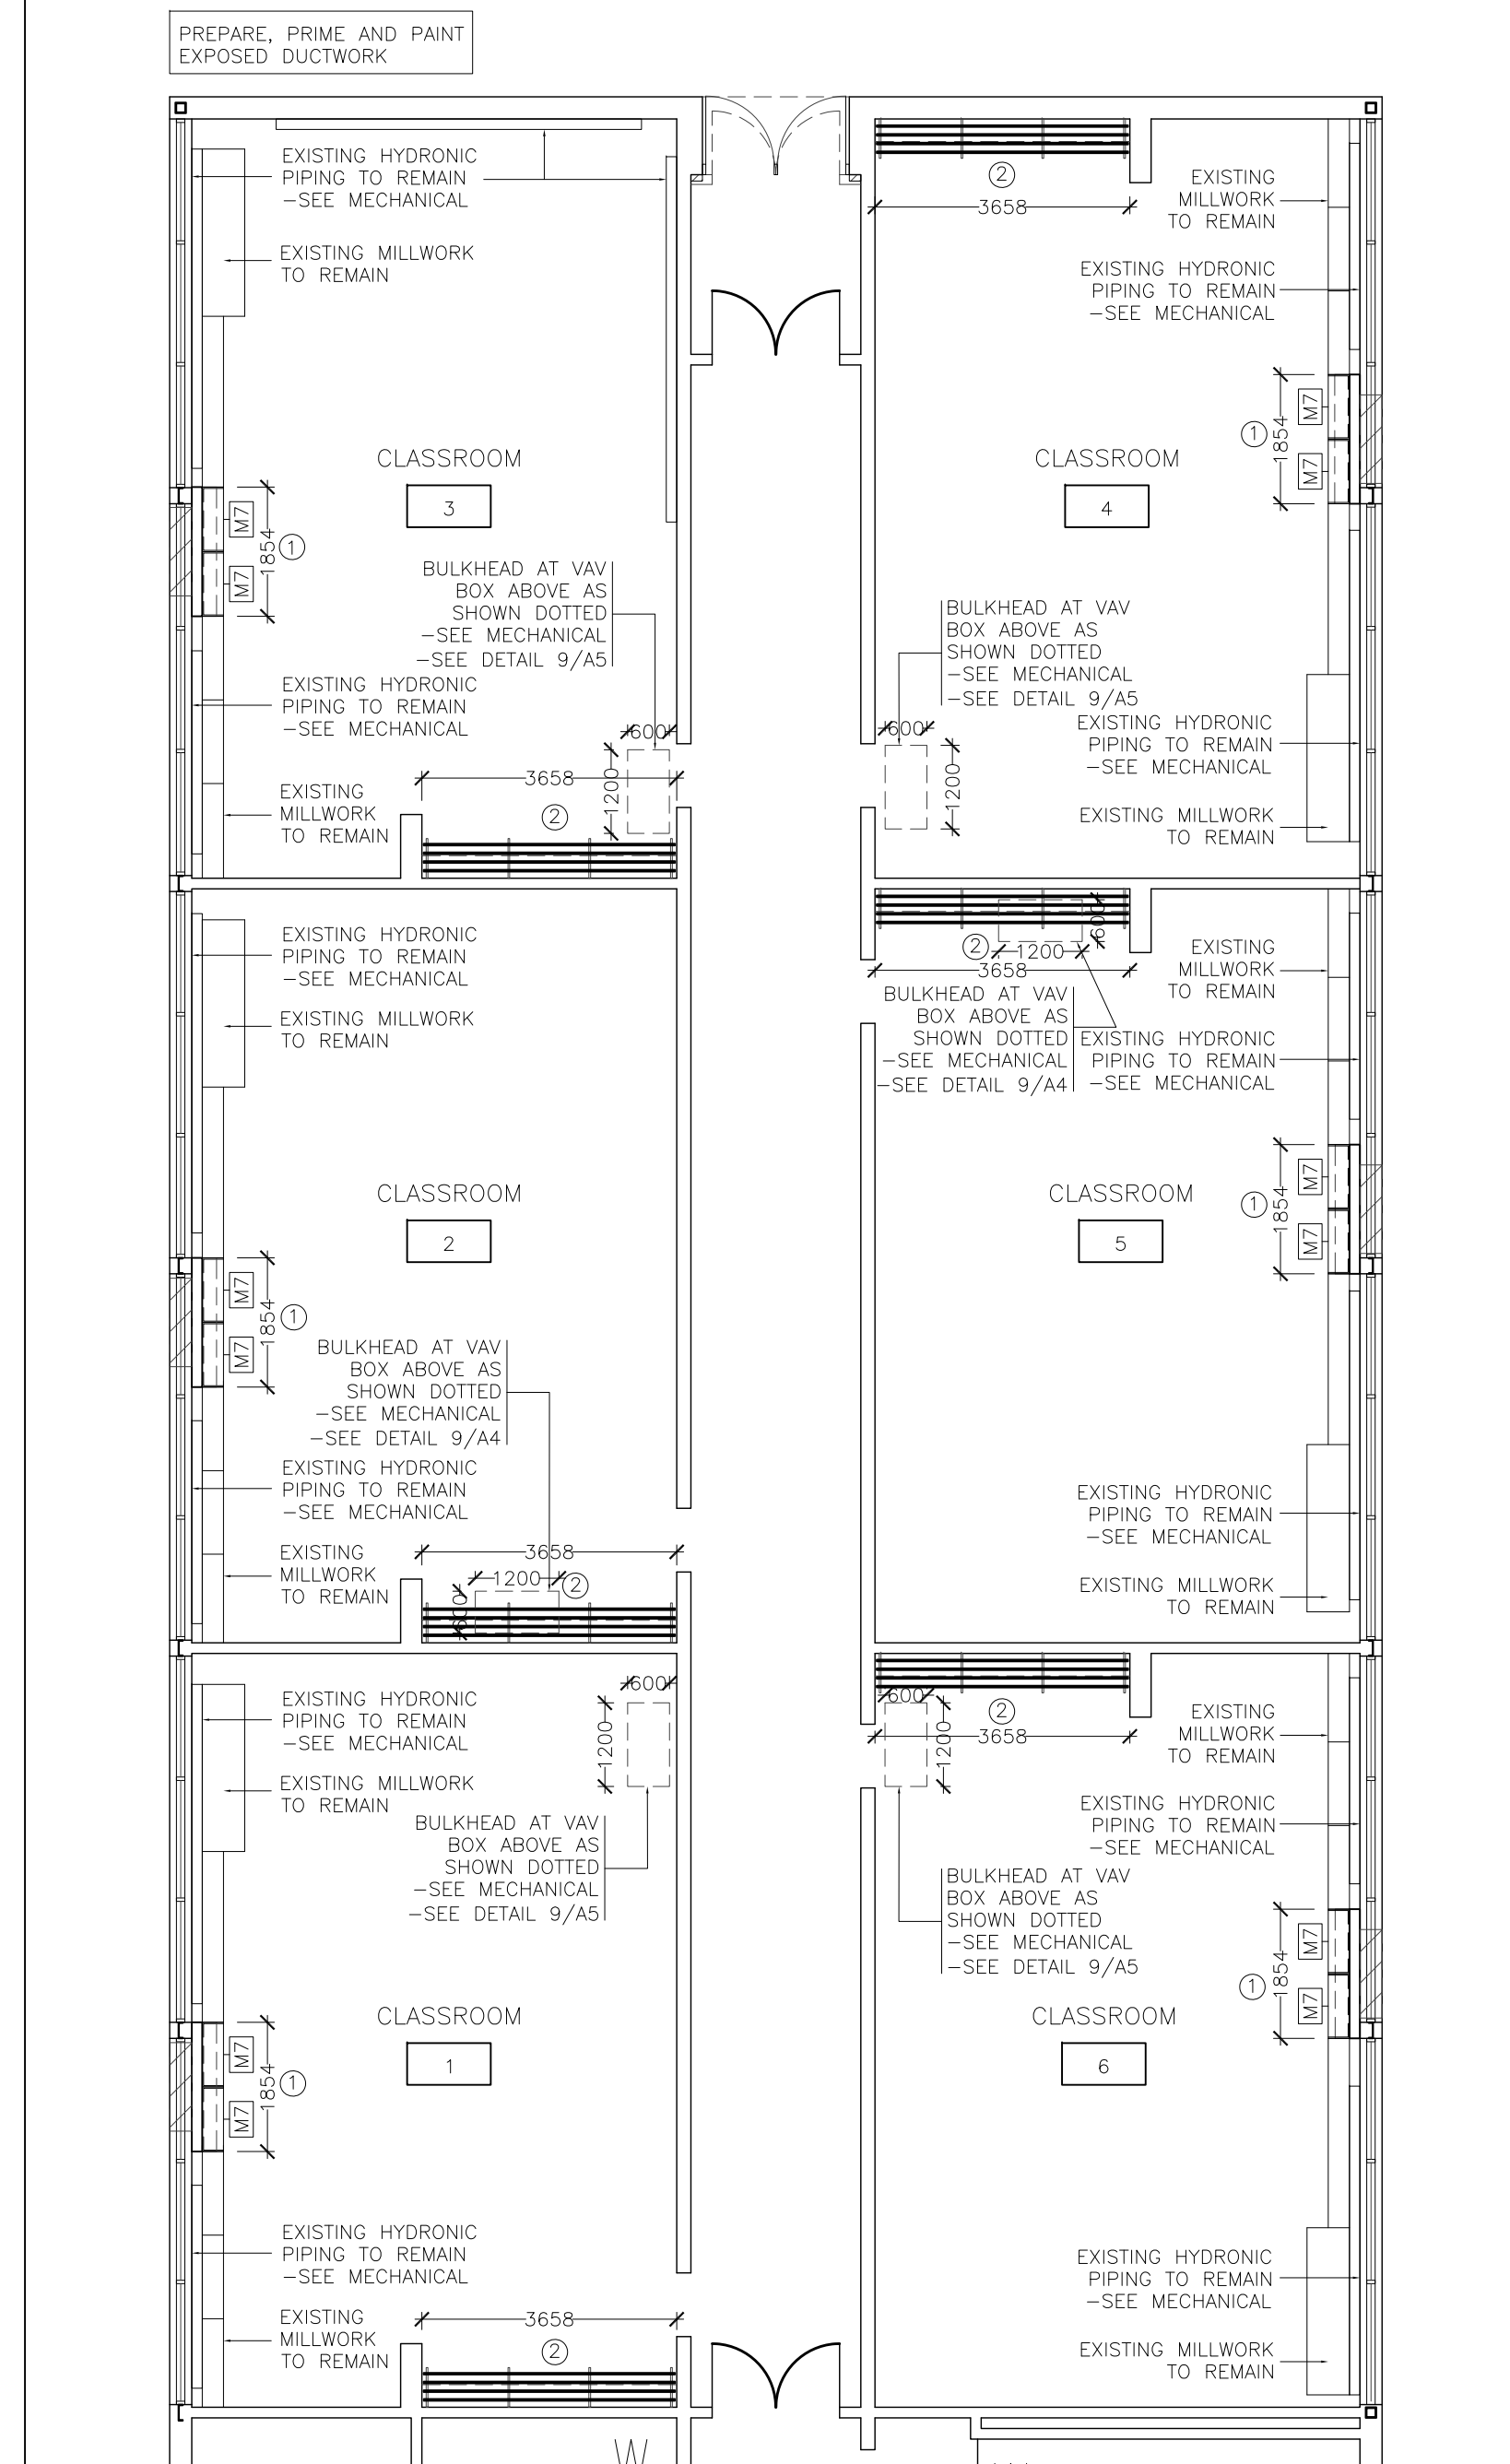 PREPARE, PRIME AND PAINT
EXPOSED DUCTWORK
EXISTING HYDRONIC
PIPING TO REMAIN
-SEE MECHANICAL
EXISTING MILLWORK
TO REMAIN
CLASSROOM
3
M7
M7
1854
1
BULKHEAD AT VAV
BOX ABOVE AS
SHOWN DOTTED
-SEE MECHANICAL
-SEE DETAIL 9/A5
EXISTING HYDRONIC
PIPING TO REMAIN
-SEE MECHANICAL
600
1200
3658
2
EXISTING
MILLWORK
TO REMAIN
2
3658
EXISTING
MILLWORK
TO REMAIN
EXISTING HYDRONIC
PIPING TO REMAIN
-SEE MECHANICAL
CLASSROOM
4
1
1854
M7
M7
BULKHEAD AT VAV
BOX ABOVE AS
SHOWN DOTTED
-SEE MECHANICAL
-SEE DETAIL 9/A5
600
1200
EXISTING HYDRONIC
PIPING TO REMAIN
-SEE MECHANICAL
EXISTING MILLWORK
TO REMAIN
EXISTING HYDRONIC
PIPING TO REMAIN
-SEE MECHANICAL
EXISTING MILLWORK
TO REMAIN
CLASSROOM
2
M7
M7
1854
1
BULKHEAD AT VAV
BOX ABOVE AS
SHOWN DOTTED
-SEE MECHANICAL
-SEE DETAIL 9/A4
EXISTING HYDRONIC
PIPING TO REMAIN
-SEE MECHANICAL
EXISTING
MILLWORK
TO REMAIN
3658
1200
2
600
600
2
1200
3658
EXISTING
MILLWORK
TO REMAIN
BULKHEAD AT VAV
BOX ABOVE AS
SHOWN DOTTED
-SEE MECHANICAL
-SEE DETAIL 9/A4
EXISTING HYDRONIC
PIPING TO REMAIN
-SEE MECHANICAL
CLASSROOM
5
1
1854
M7
M7
EXISTING HYDRONIC
PIPING TO REMAIN
-SEE MECHANICAL
EXISTING MILLWORK
TO REMAIN
EXISTING HYDRONIC
PIPING TO REMAIN
-SEE MECHANICAL
EXISTING MILLWORK
TO REMAIN
600
1200
BULKHEAD AT VAV
BOX ABOVE AS
SHOWN DOTTED
-SEE MECHANICAL
-SEE DETAIL 9/A5
CLASSROOM
1
M7
M7
1854
1
EXISTING HYDRONIC
PIPING TO REMAIN
-SEE MECHANICAL
EXISTING
MILLWORK
TO REMAIN
3658
2
600
2
1200
3658
EXISTING
MILLWORK
TO REMAIN
EXISTING HYDRONIC
PIPING TO REMAIN
-SEE MECHANICAL
BULKHEAD AT VAV
BOX ABOVE AS
SHOWN DOTTED
-SEE MECHANICAL
-SEE DETAIL 9/A5
CLASSROOM
6
1
1854
M7
M7
EXISTING HYDRONIC
PIPING TO REMAIN
-SEE MECHANICAL
EXISTING MILLWORK
TO REMAIN
W